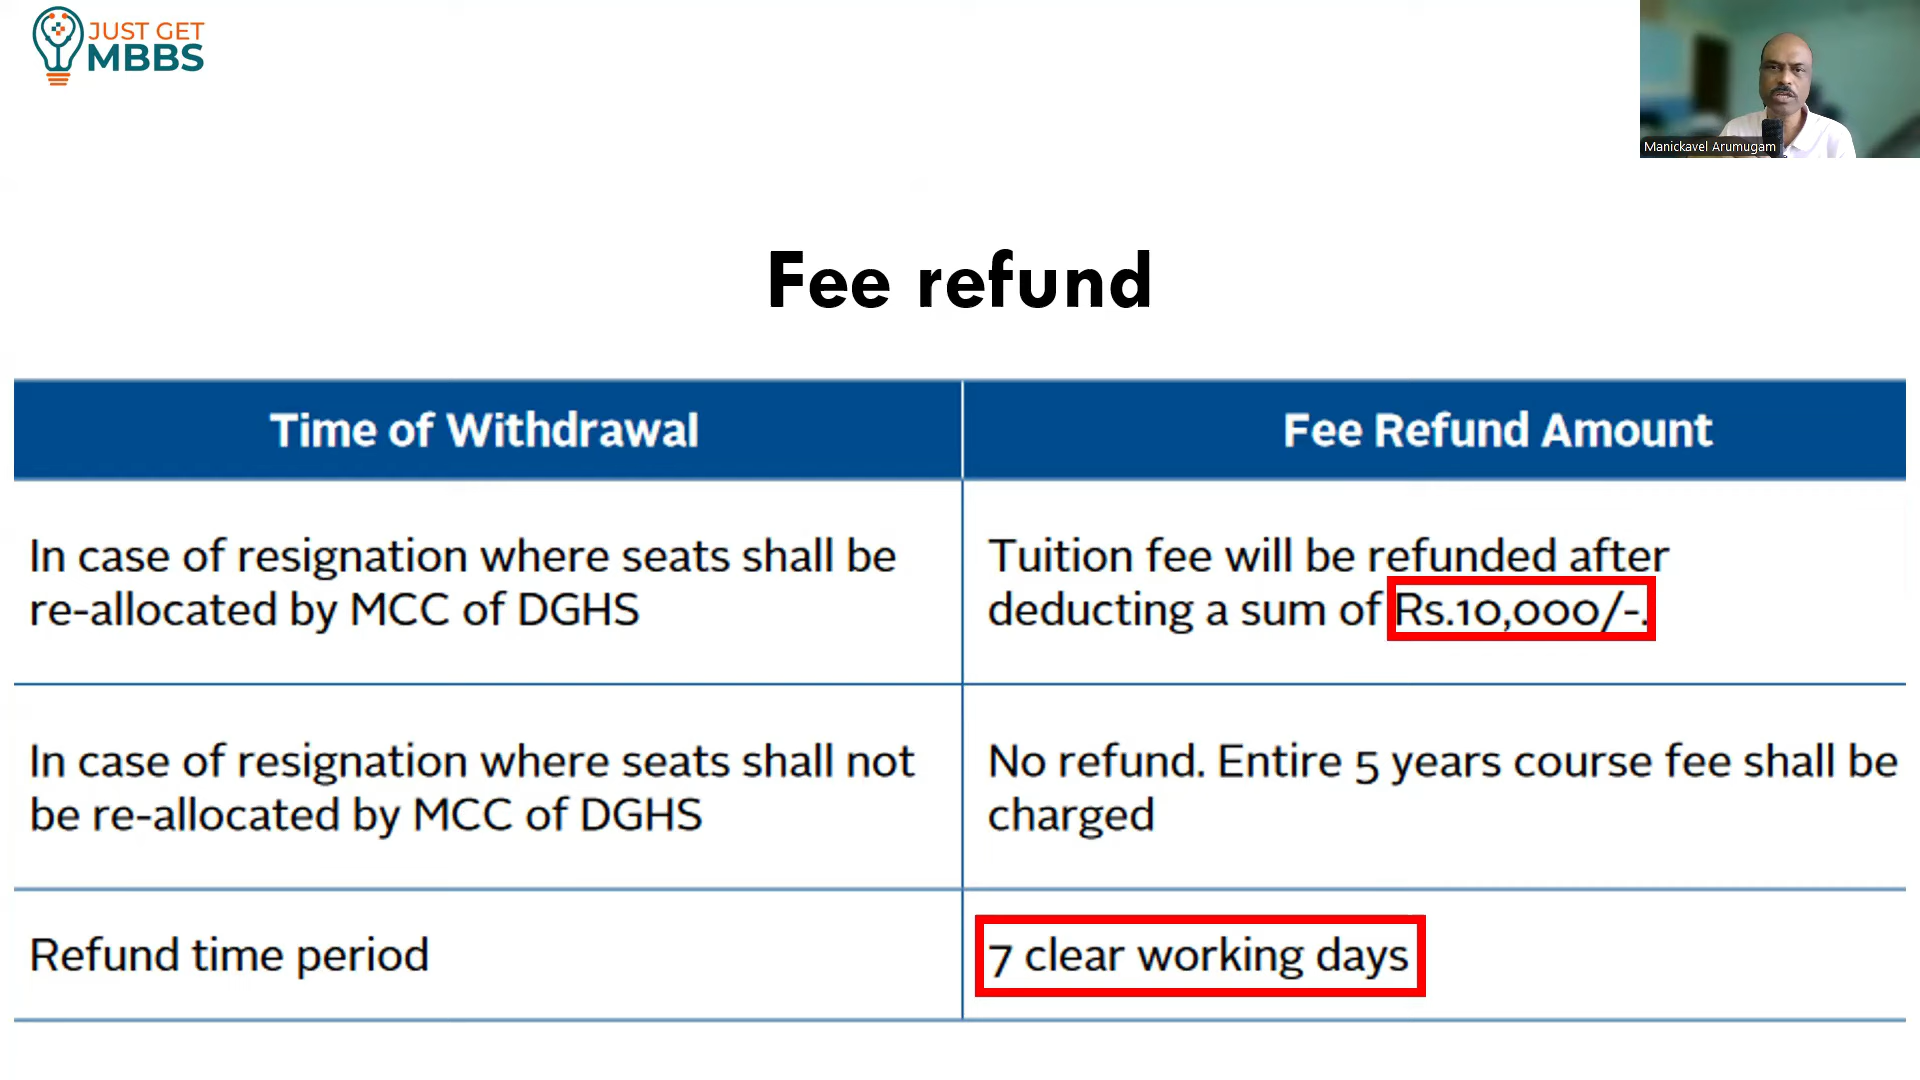 JUST GET
MBBS
Manickavel Arumugam
Fee refund
Time of Withdrawal
Fee Refund Amount
In case of resignation where seats shall be
re-allocated by MCC of DGHS
Tuition fee will be refunded after
deducting a sum of Rs.10,000/-.
In case of resignation where seats shall not
be re-allocated by MCC of DGHS
No refund. Entire 5 years course fee shall be
charged
Refund time period
7 clear working days